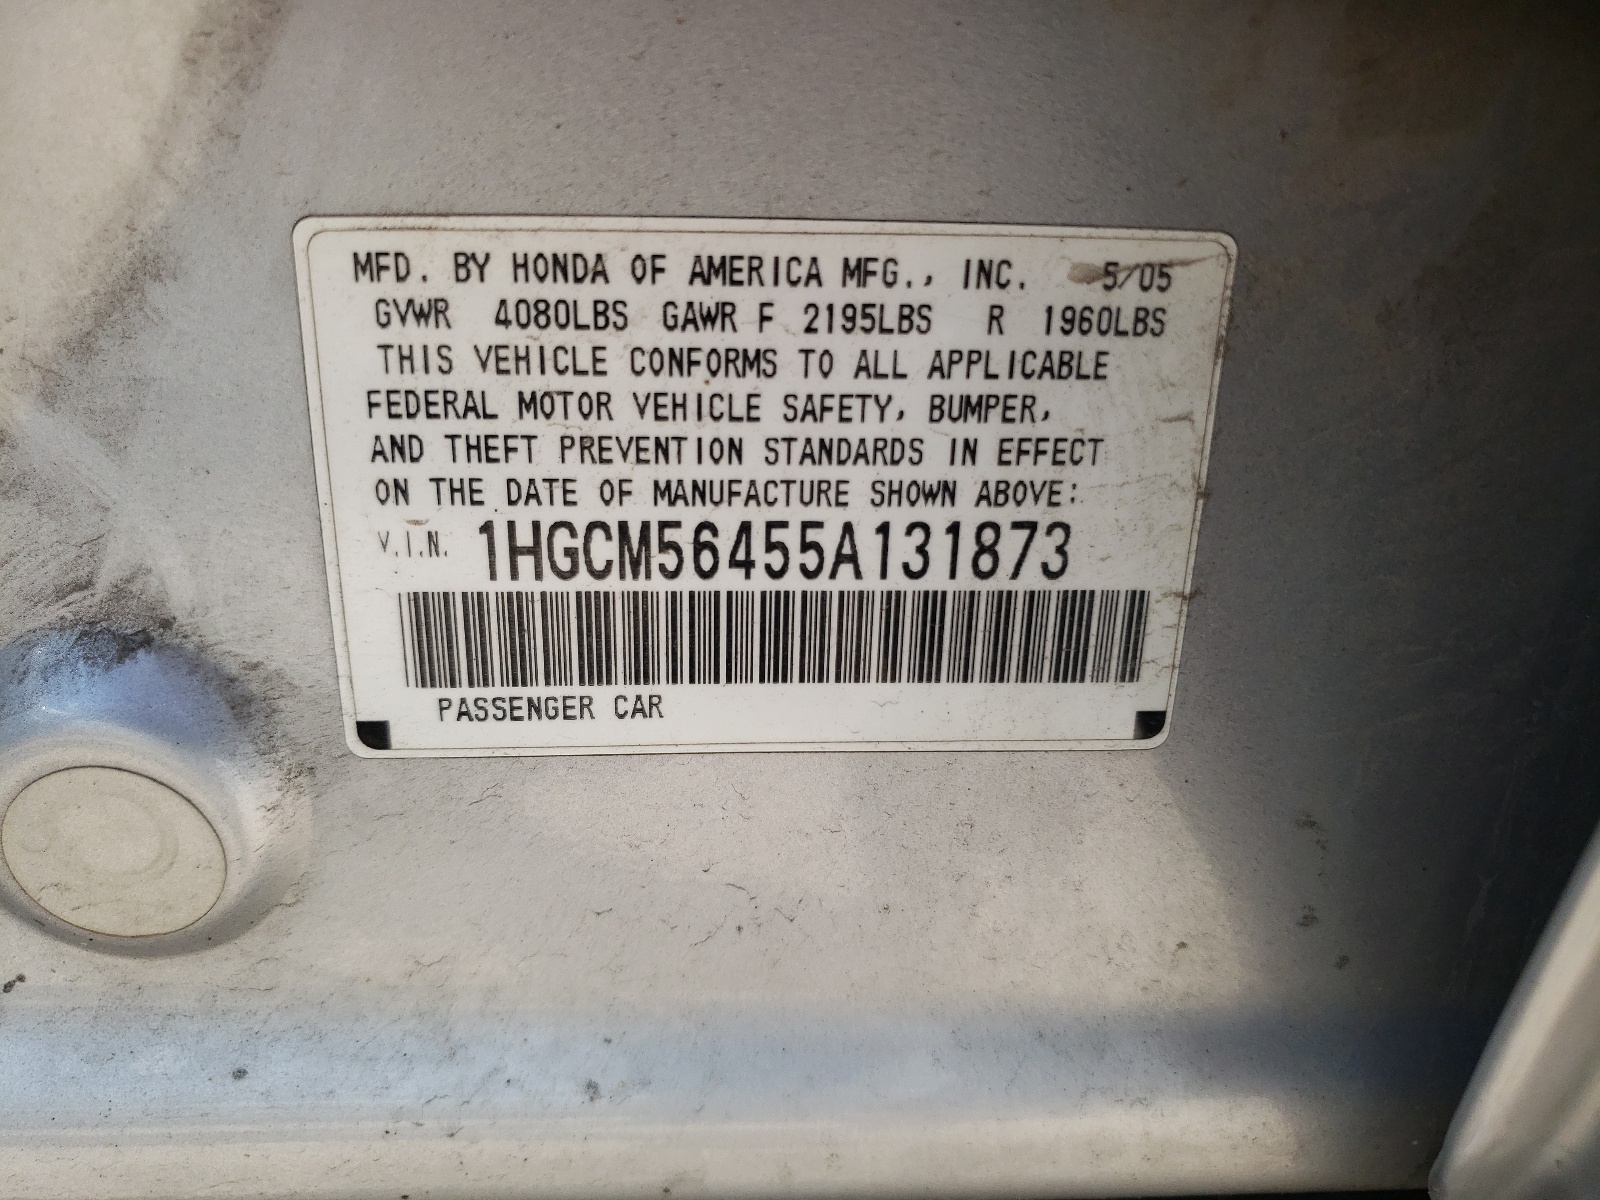 MFD. BY HONDA OF AMERICA MFG., INC. 5/05
GVWR 4080LBS GAWR F 2195LBS R 1960LBS
THIS VEHICLE CONFORMS TO ALL APPLICABLE
FEDERAL MOTOR VEHICLE SAFETY, BUMPER,
AND THEFT PREVENTION STANDARDS IN EFFECT
ON THE DATE OF MANUFACTURE SHOWN ABOVE:
V.I.N. 1HGCM56455A131873
PASSENGER CAR